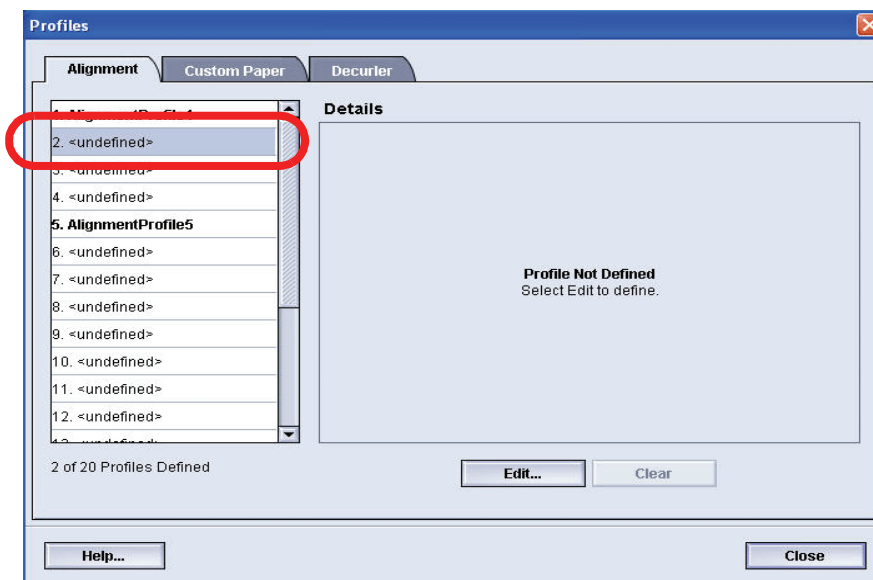 Profiles
Alignment Custom Paper Decurler
Details
2. <undefined>
3. <undefined>
4. <undefined>
5. AlignmentProfile5
6. <undefined>
7. <undefined>
8. <undefined>
9. <undefined>
10. <undefined>
11. <undefined>
12. <undefined>
Profile Not Defined
Select Edit to define.
2 of 20 Profiles Defined
Edit... Clear
Help... Close